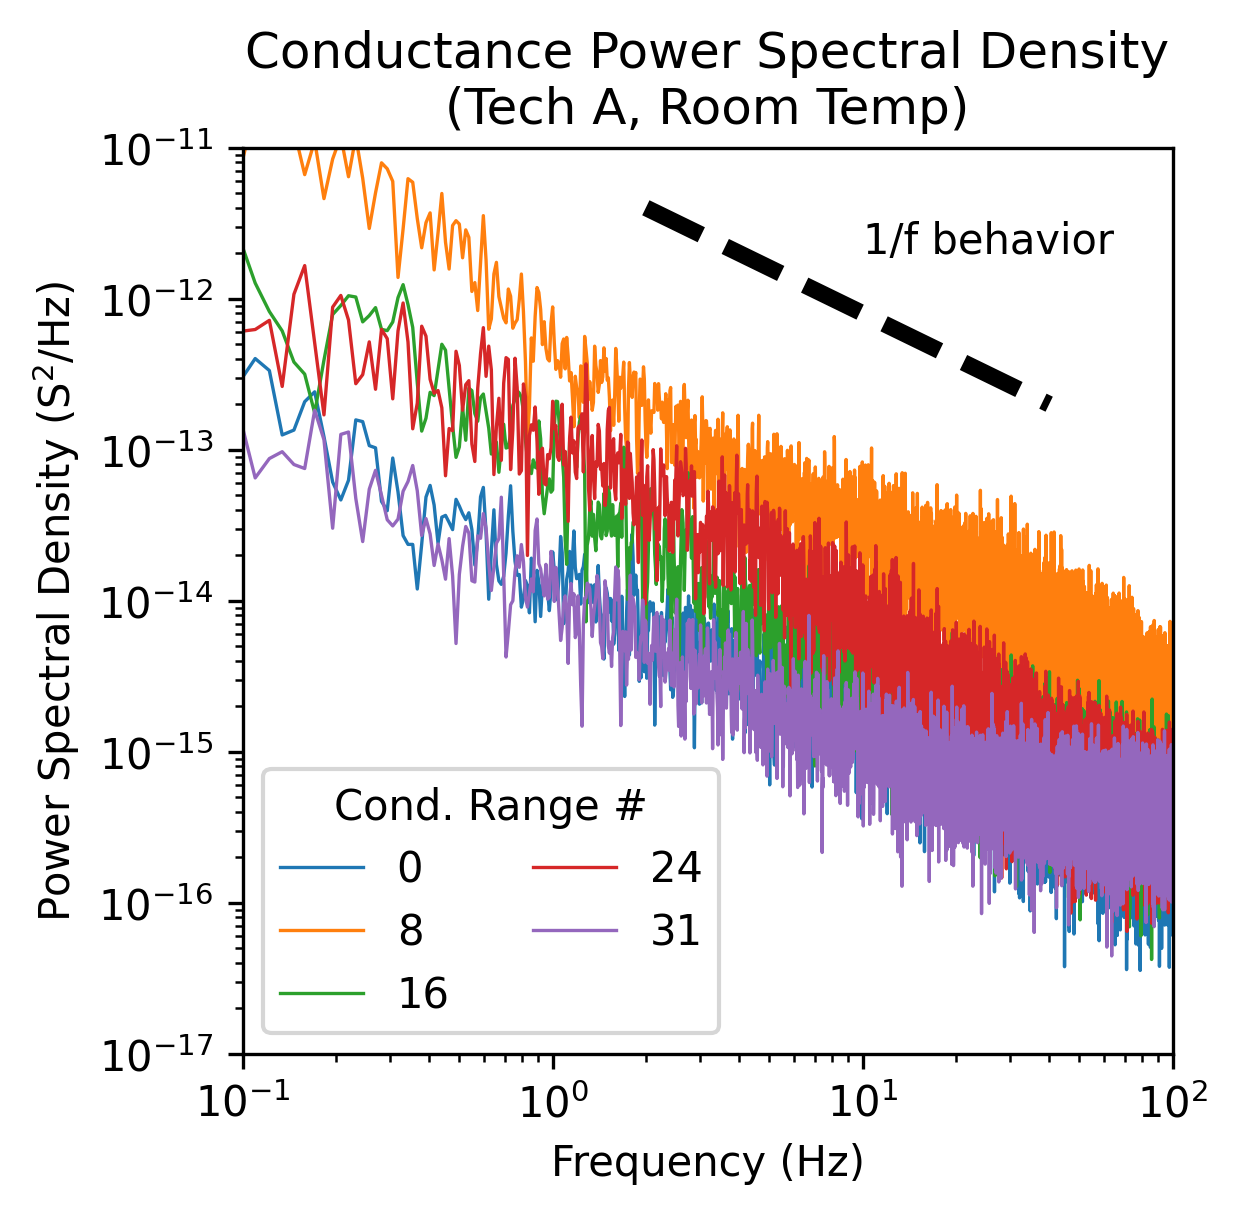 Conductance Power Spectral Density
(Tech A, Room Temp)
Power Spectral Density (S²/Hz)
10⁻¹¹
10⁻¹²
10⁻¹³
10⁻¹⁴
10⁻¹⁵
10⁻¹⁶
10⁻¹⁷
1/f behavior
Cond. Range #
0
8
16
24
31
10⁻¹
10⁰
10¹
10²
Frequency (Hz)